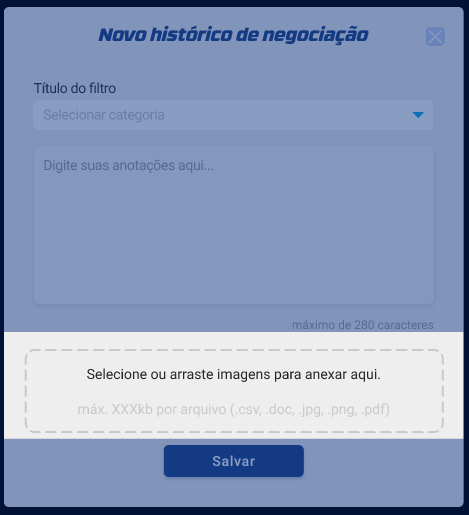 Novo histórico de negociação
Título do filtro
Selecionar categoria
Digite suas anotações aqui...
máximo de 280 caracteres
Selecione ou arraste imagens para anexar aqui.
máx. XXXkb por arquivo (.csv, .doc, .jpg, .png, .pdf)
Salvar